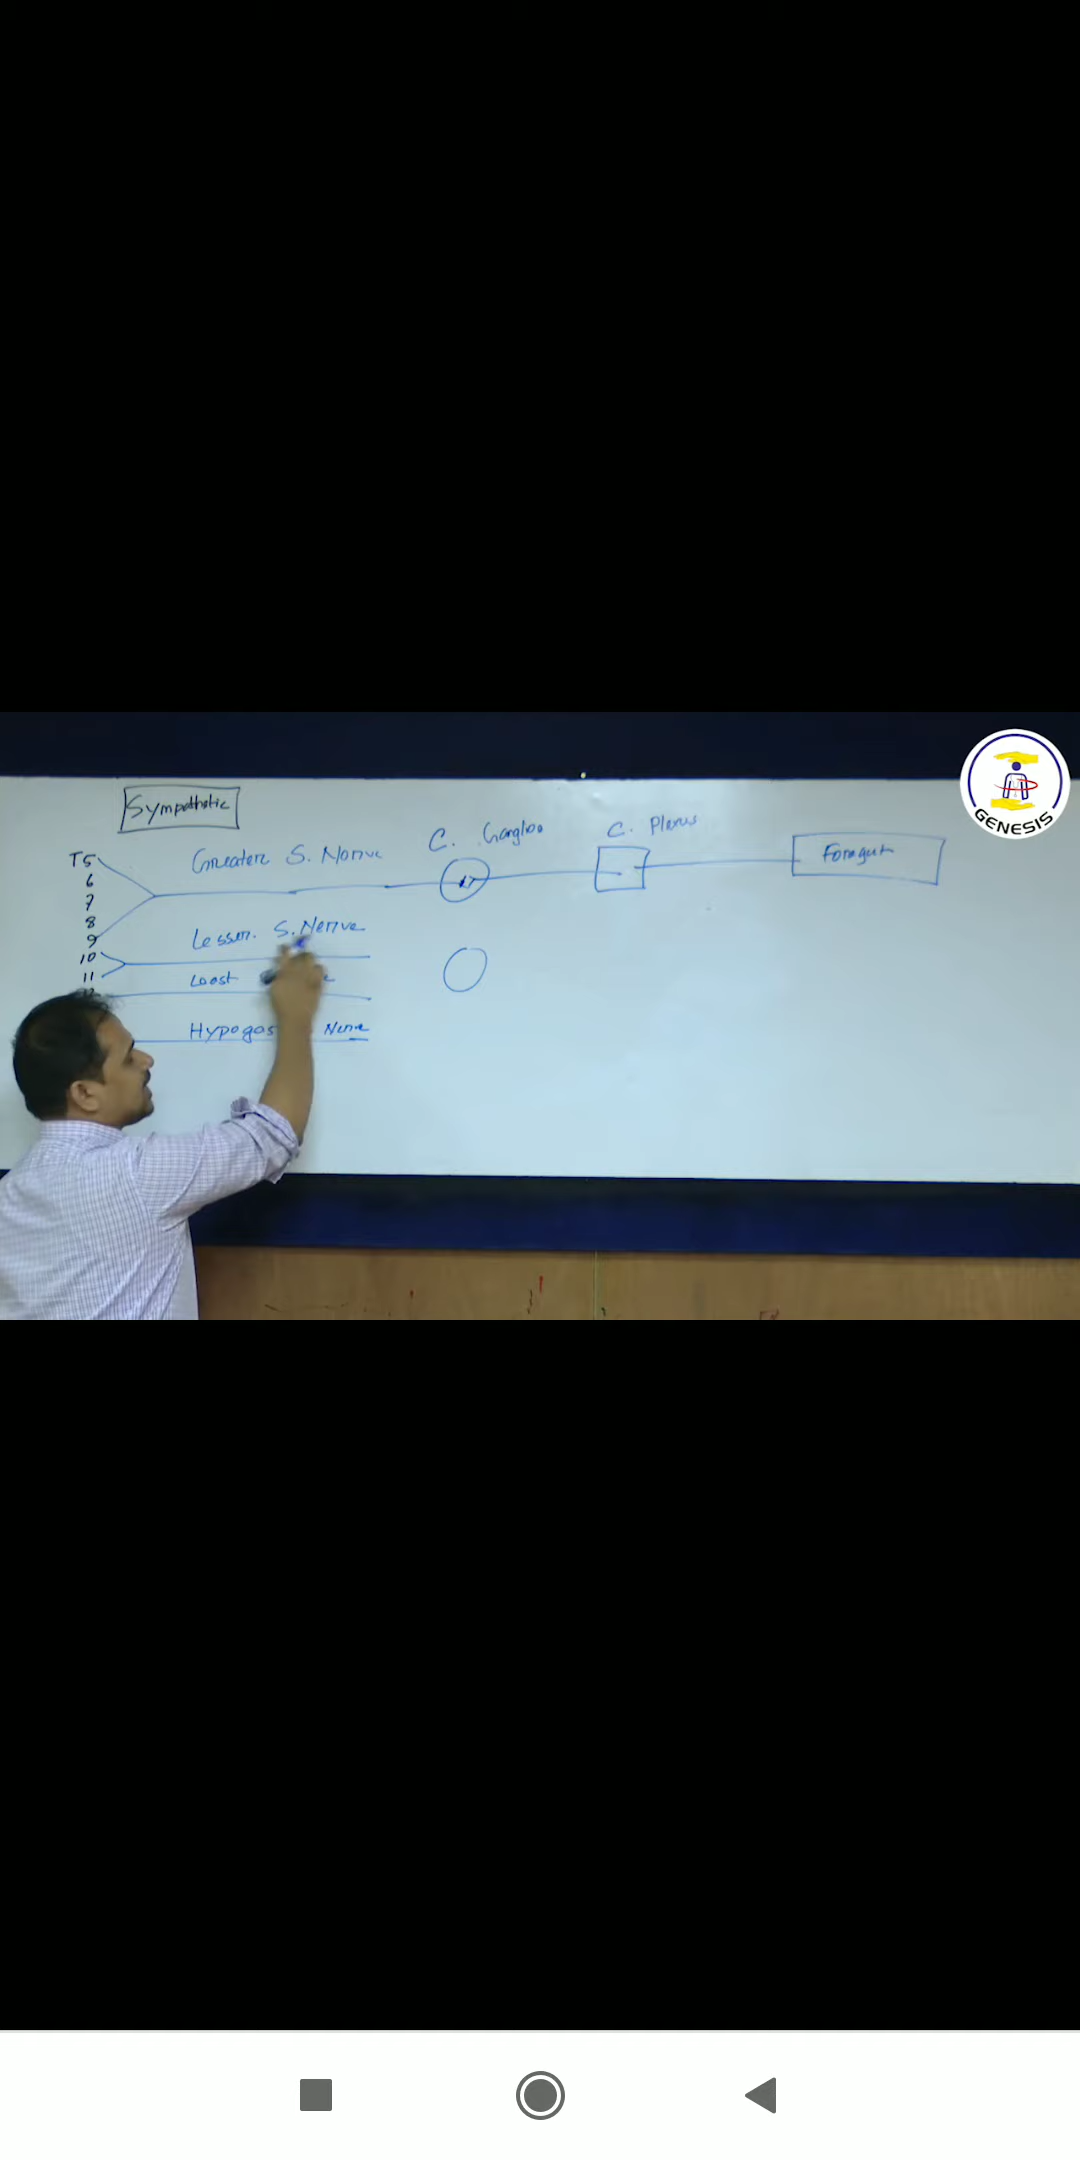 Sympathetic
C. Ganglion
C. Plexus
GENESIS
Greater S. Nerve
Foregut
T5
6
7
8
9
10
11
Lesser. S. Nerve
Least
Hypogas Nerve